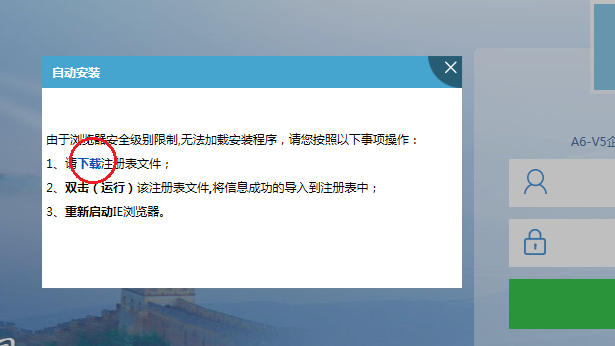 自动安装
由于浏览器安全级别限制,无法加载安装程序，请您按照以下事项操作：
1、请下载注册表文件；
2、双击（运行）该注册表文件,将信息成功的导入到注册表中；
3、重新启动IE浏览器。
A6-V5企